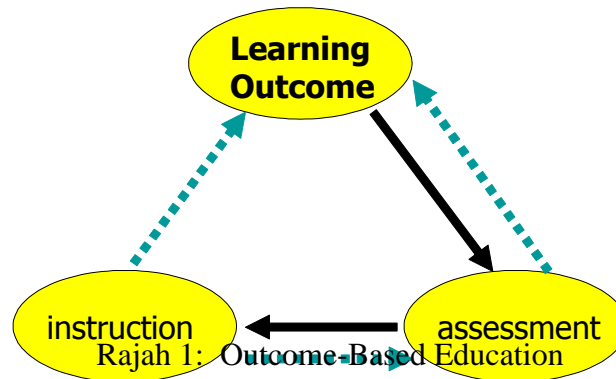 Learning
Outcome
instruction
assessment
Rajah 1: Outcome-Based Education